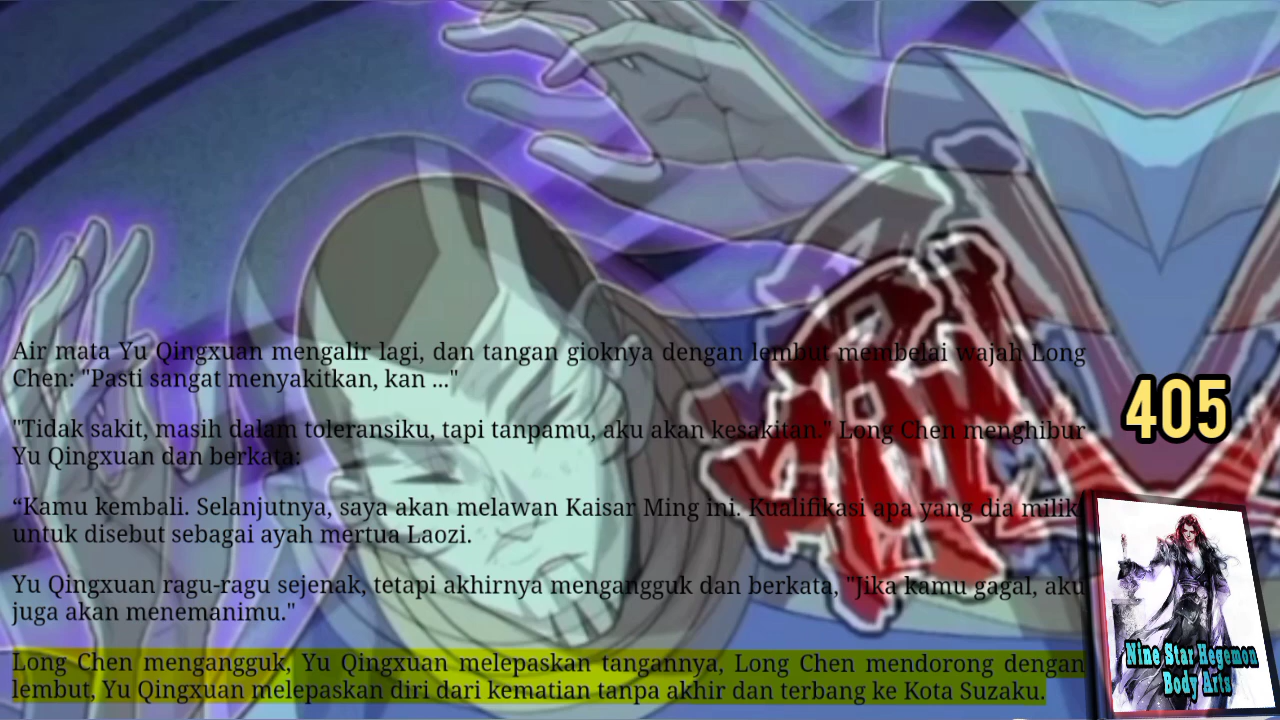 Air mata Yu Qingxuan mengalir lagi, dan tangan gioknya dengan lembut membelai wajah Long
Chen: "Pasti sangat menyakitkan, kan ..."
"Tidak sakit, masih dalam toleransiku, tapi tanpamu, aku akan kesakitan." Long Chen menghibur
Yu Qingxuan dan berkata:
“Kamu kembali. Selanjutnya, saya akan melawan Kaisar Ming ini. Kualifikasi apa yang dia miliki
untuk disebut sebagai ayah mertua Laozi.
Yu Qingxuan ragu-ragu sejenak, tetapi akhirnya mengangguk dan berkata, "Jika kamu gagal, aku
juga akan menemanimu."
Long Chen mengangguk, Yu Qingxuan melepaskan tangannya, Long Chen mendorong dengan
lembut, Yu Qingxuan melepaskan diri dari kematian tanpa akhir dan terbang ke Kota Suzaku.
405
Nine Star Hegemon
Body Arts